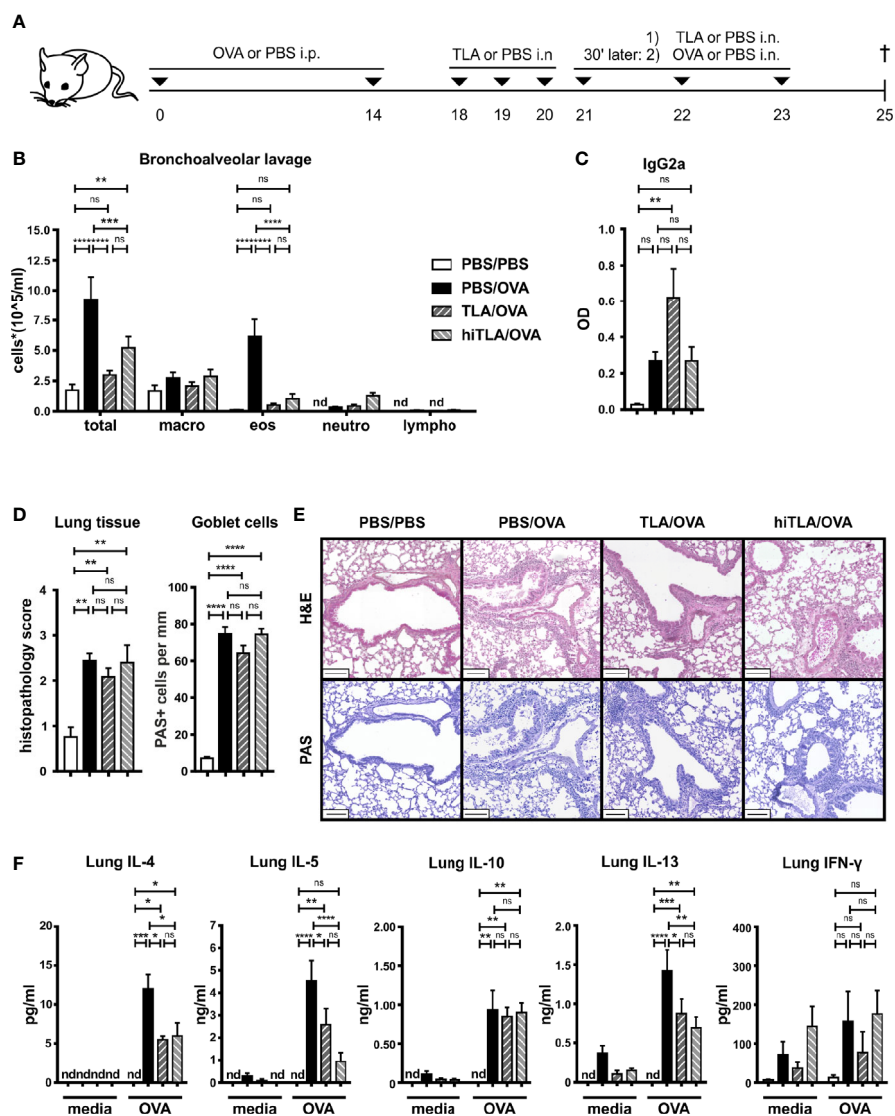 A
OVA or PBS i.p.
TLA or PBS i.n
1) TLA or PBS i.n.
30' later: 2) OVA or PBS i.n.
†
0 14 18 19 20 21 22 23 25
B
Bronchoalveolar lavage
** ns
ns ns
*** ****
******** ns ******** ns
cells*(10^5/ml)
15.0
12.5
10.0
7.5
5.0
2.5
0.0
nd nd nd
total macro eos neutro lympho
PBS/PBS
PBS/OVA
TLA/OVA
hiTLA/OVA
C
IgG2a
ns
**
ns
ns ns ns
OD
1.0
0.8
0.6
0.4
0.2
0.0
D
Lung tissue
**
**
ns
** ns ns
histopathology score
4
3
2
1
0
Goblet cells
****
****
ns
**** ns ns
PAS+ cells per mm
100
80
60
40
20
0
E
PBS/PBS PBS/OVA TLA/OVA hiTLA/OVA
H&E
PAS
F
Lung IL-4
*
*
*
*** * ns
pg/ml
20
15
10
5
0
ndndndnd nd
media OVA
Lung IL-5
ns
**
****
**** * ns
ng/ml
7
6
5
4
3
2
1
0
nd nd nd
media OVA
Lung IL-10
**
ns
**
** ns ns
ng/ml
2.00
1.50
1.00
0.50
0.00
nd nd
media OVA
Lung IL-13
**
***
**
**** * ns
ng/ml
2.0
1.5
1.0
0.5
0.0
nd nd
media OVA
Lung IFN-γ
ns
ns
ns
ns ns ns
pg/ml
400
300
200
100
0
media OVA